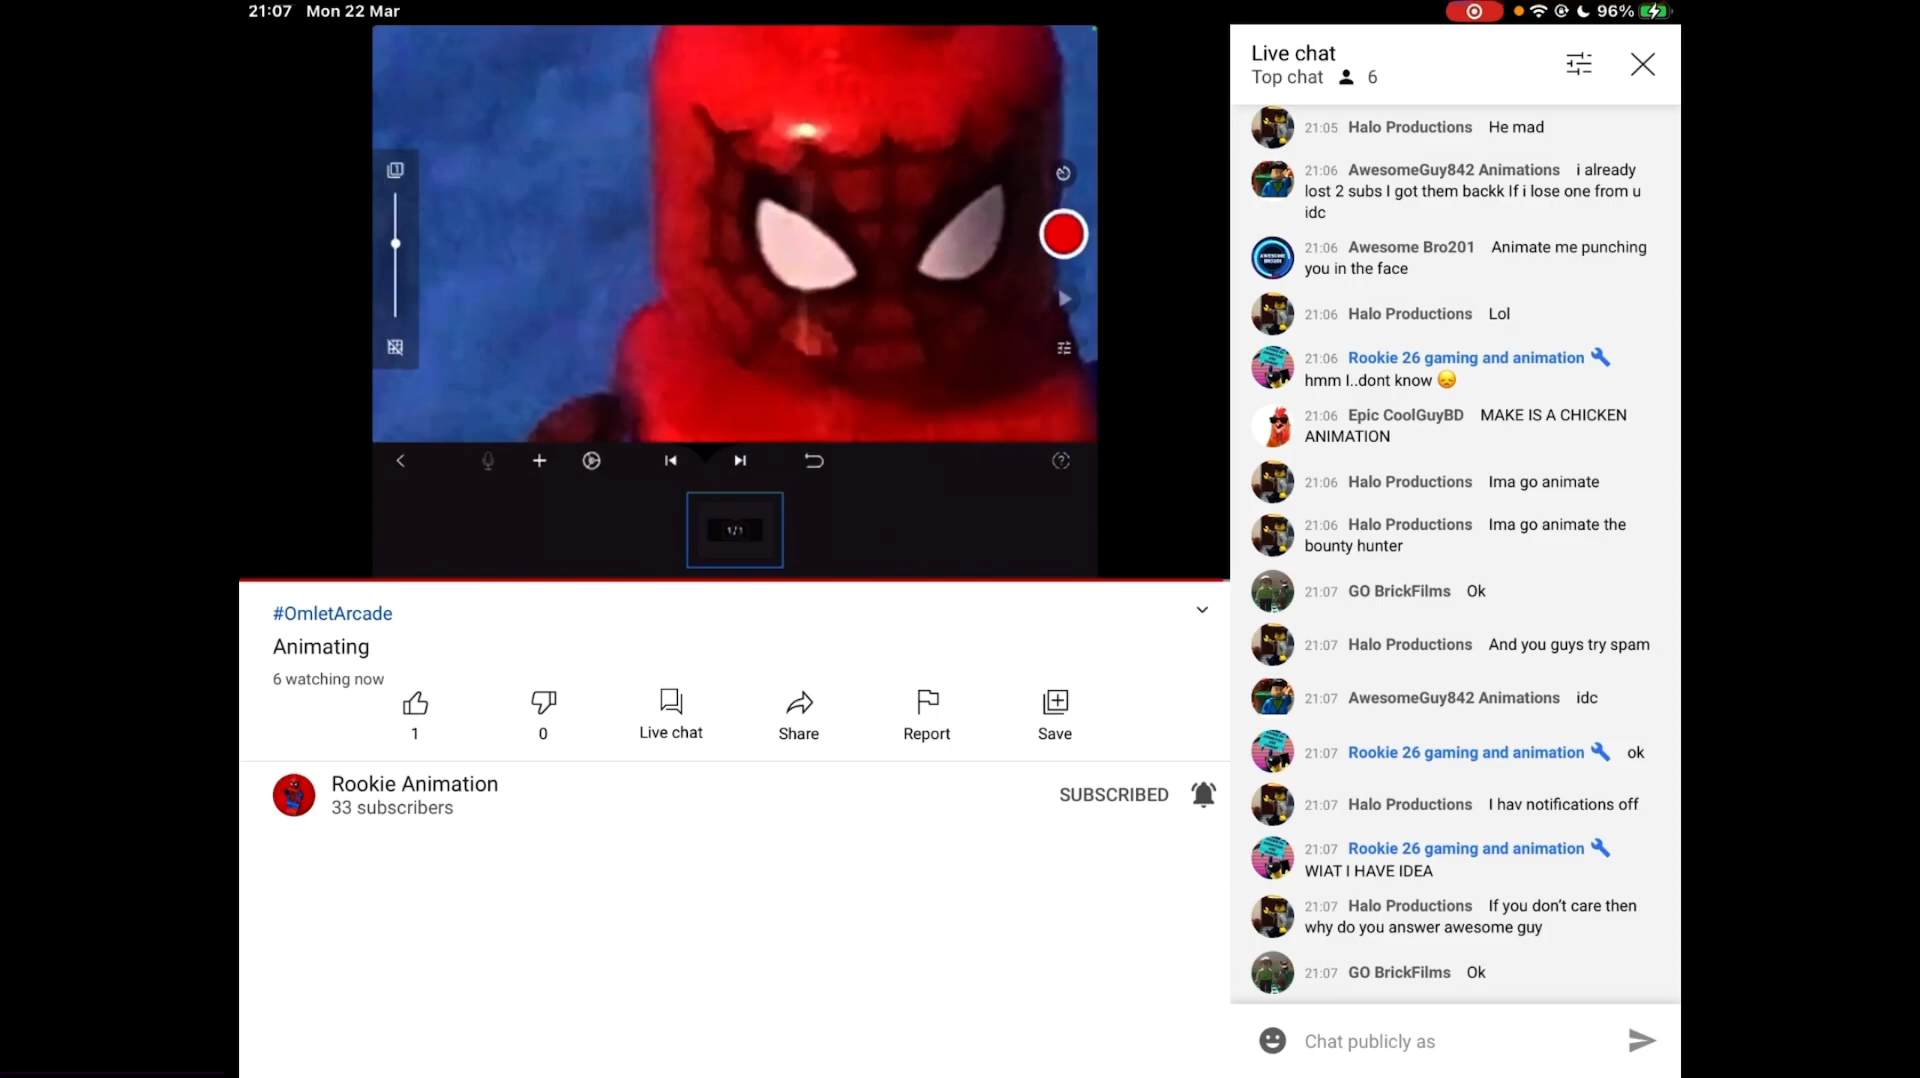 21:07 Mon 22 Mar
96%
1/1
#OmletArcade
Animating
6 watching now
1
0
Live chat
Share
Report
Save
Rookie Animation
33 subscribers
SUBSCRIBED
Live chat
Top chat 6
21:05 Halo Productions He mad
21:06 AwesomeGuy842 Animations i already
lost 2 subs I got them backk If i lose one from u
idc
21:06 Awesome Bro201 Animate me punching
you in the face
21:06 Halo Productions Lol
21:06 Rookie 26 gaming and animation
hmm I..dont know 😞
21:06 Epic CoolGuyBD MAKE IS A CHICKEN
ANIMATION
21:06 Halo Productions Ima go animate
21:06 Halo Productions Ima go animate the
bounty hunter
21:07 GO BrickFilms Ok
21:07 Halo Productions And you guys try spam
21:07 AwesomeGuy842 Animations idc
21:07 Rookie 26 gaming and animation ok
21:07 Halo Productions I hav notifications off
21:07 Rookie 26 gaming and animation
WIAT I HAVE IDEA
21:07 Halo Productions If you don't care then
why do you answer awesome guy
21:07 GO BrickFilms Ok
Chat publicly as